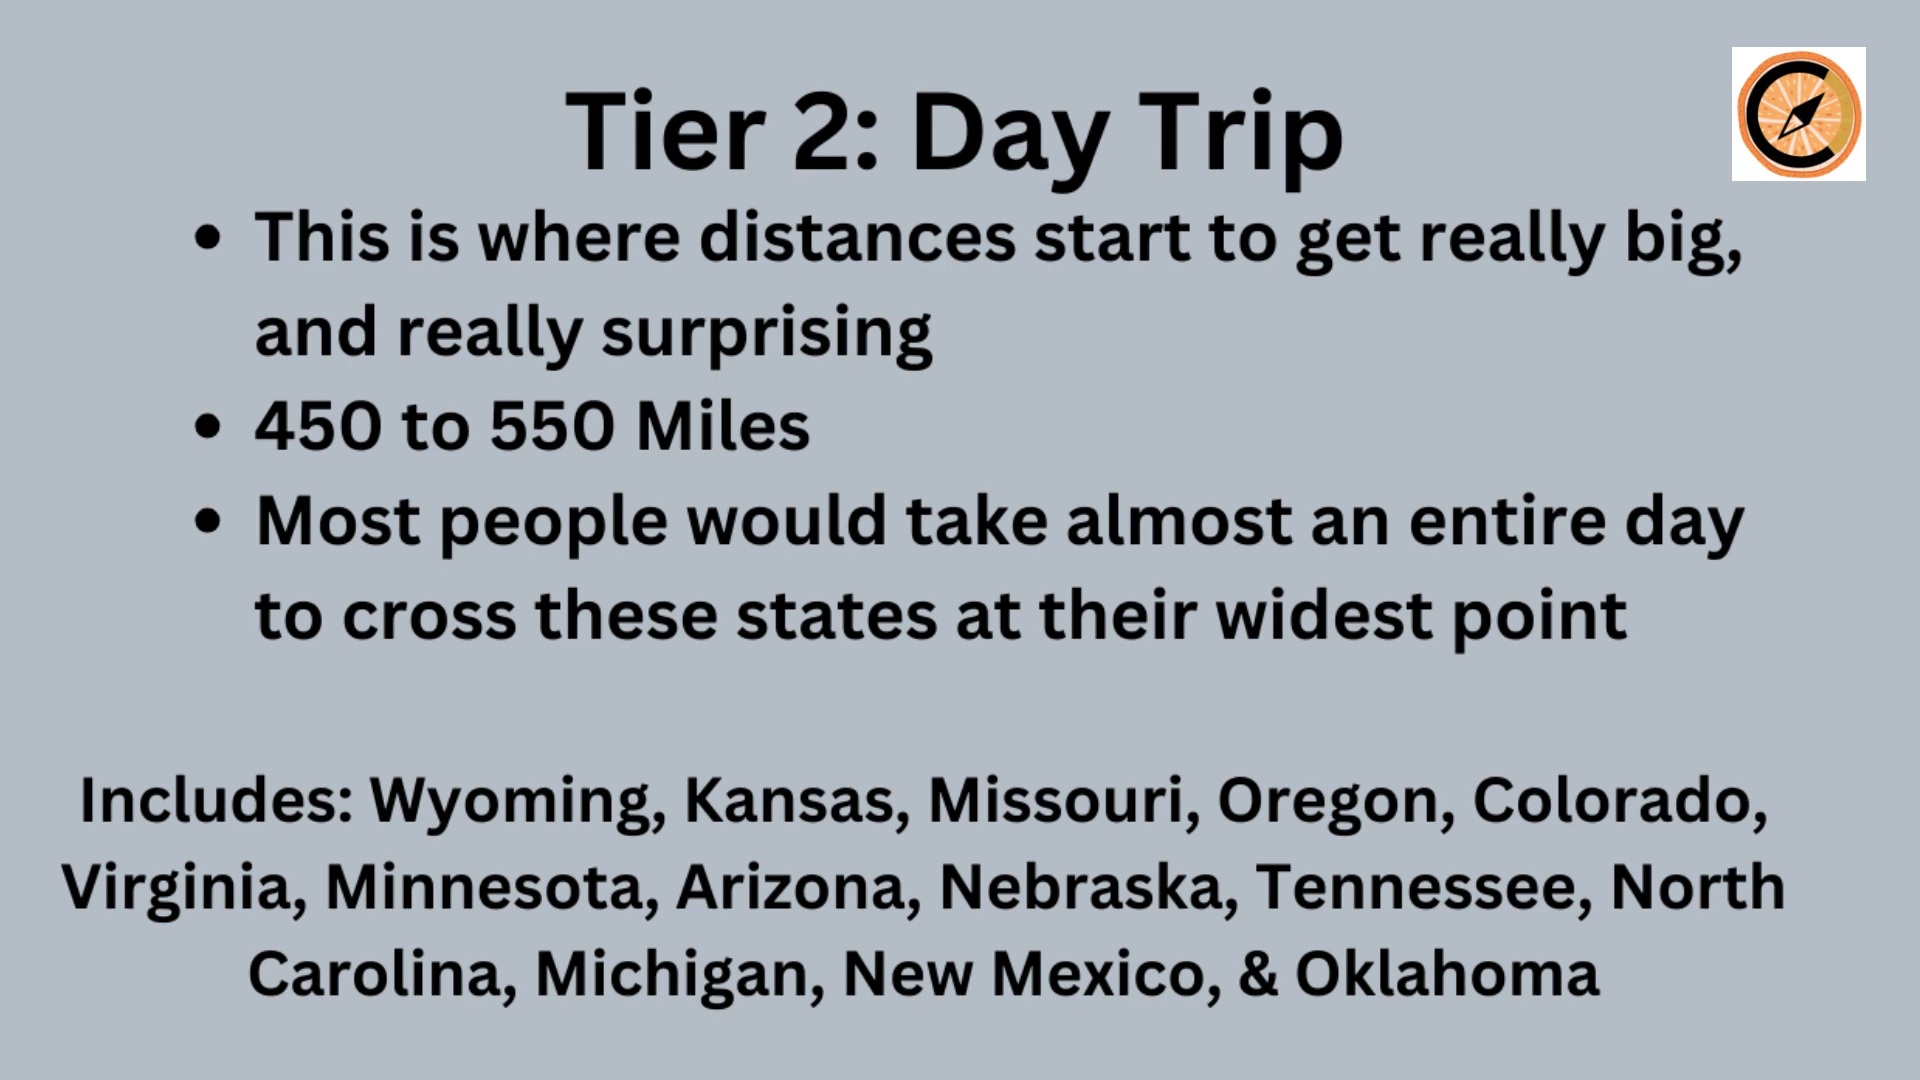 Tier 2: Day Trip
• This is where distances start to get really big,
and really surprising
• 450 to 550 Miles
• Most people would take almost an entire day
to cross these states at their widest point
Includes: Wyoming, Kansas, Missouri, Oregon, Colorado,
Virginia, Minnesota, Arizona, Nebraska, Tennessee, North
Carolina, Michigan, New Mexico, & Oklahoma